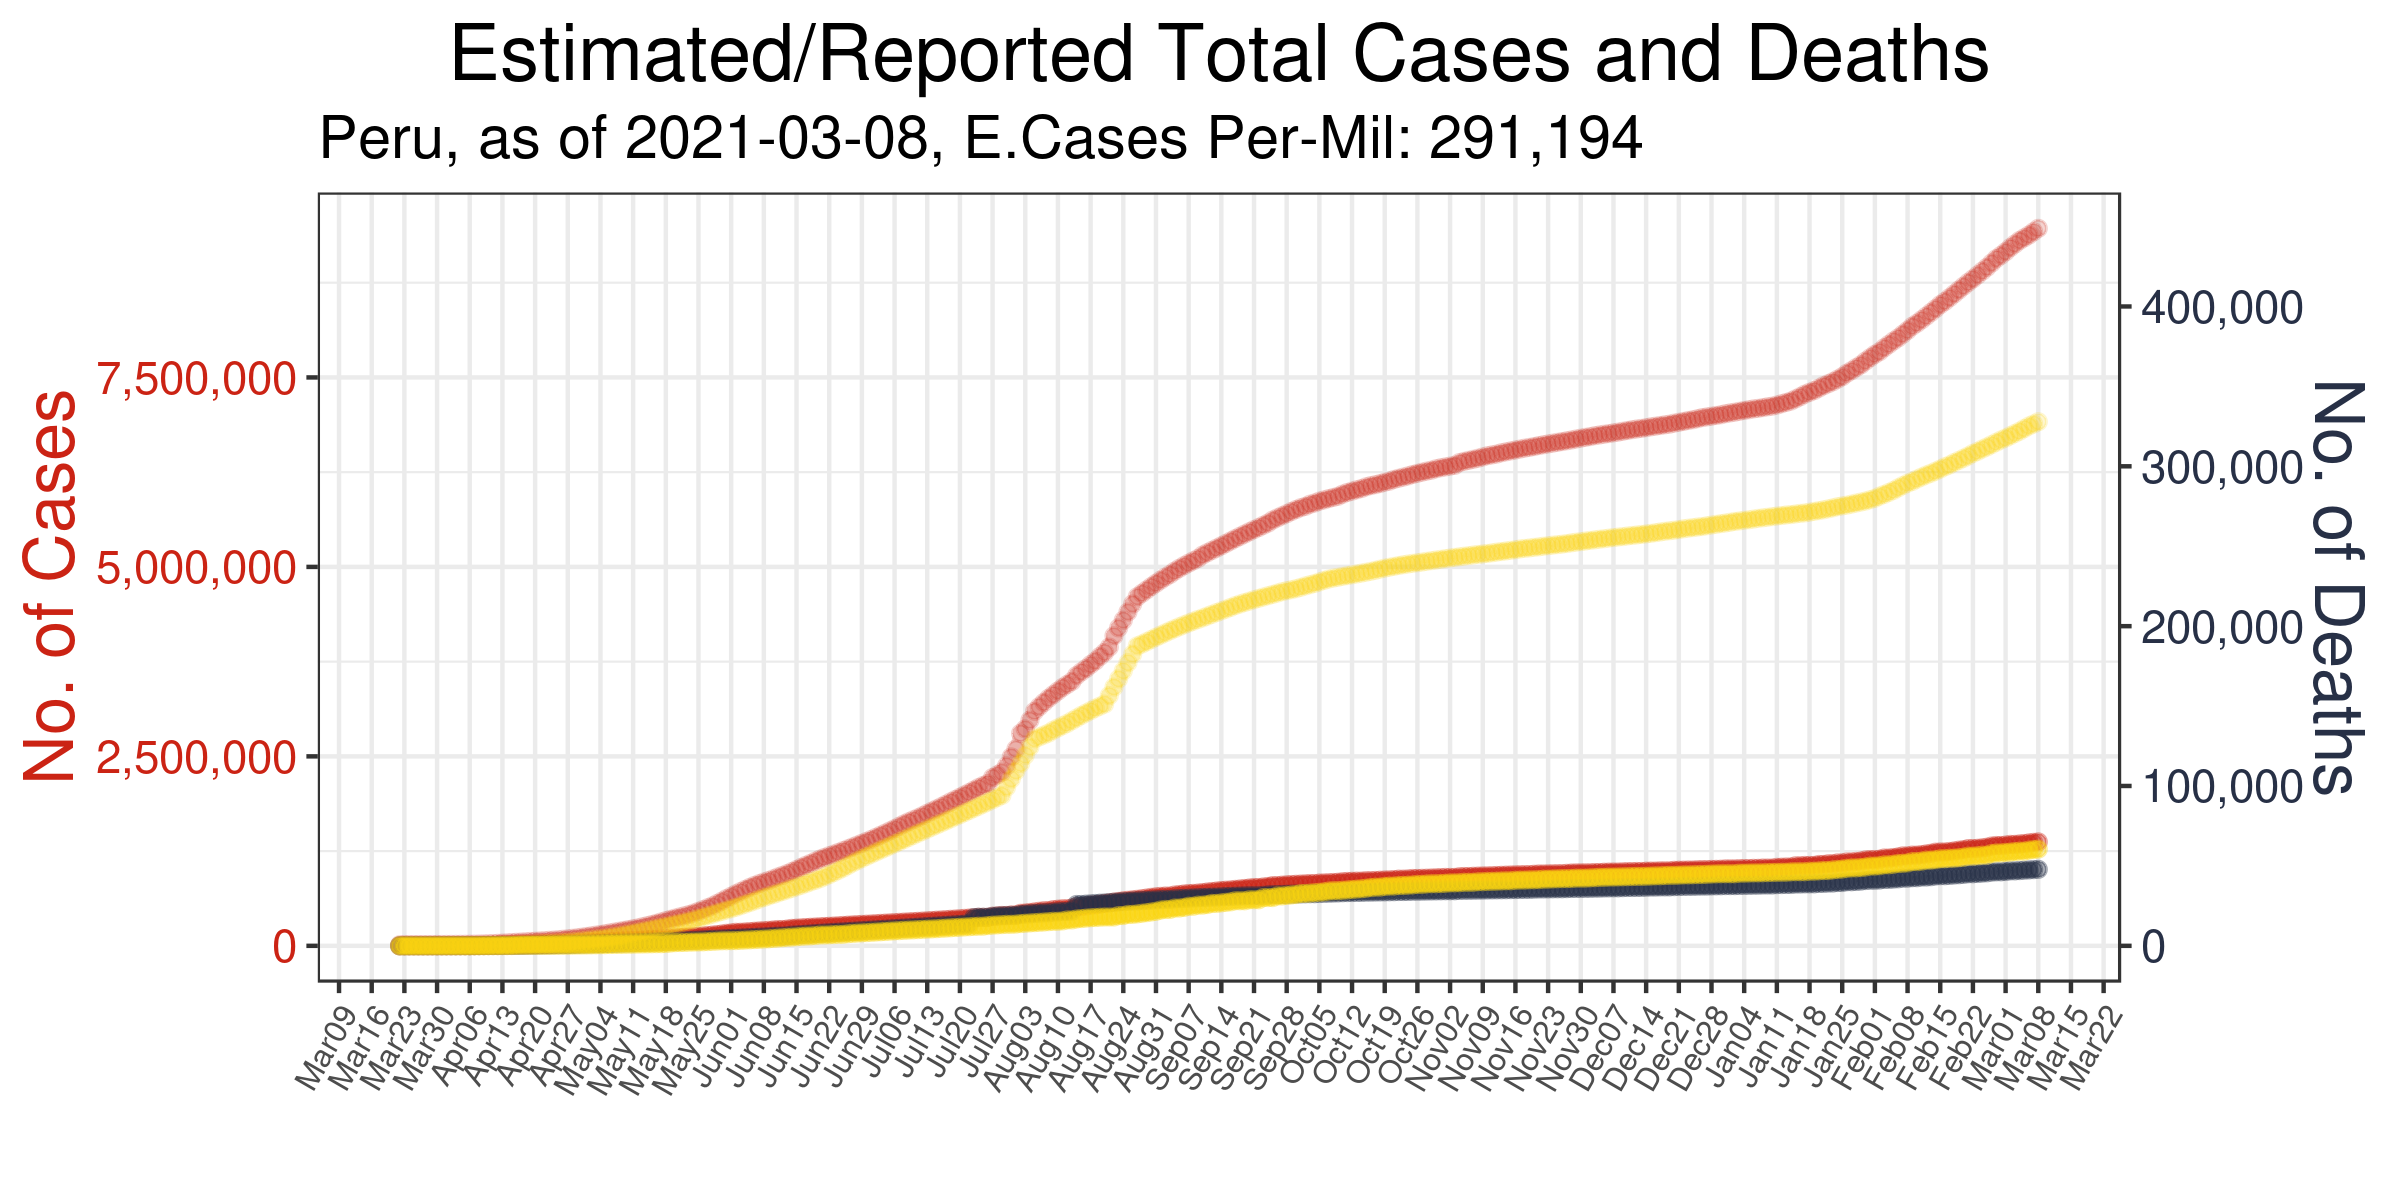 Estimated/Reported Total Cases and Deaths
Peru, as of 2021-03-08, E.Cases Per-Mil: 291,194
No. of Cases
7,500,000
5,000,000
2,500,000
0
400,000
300,000
200,000
100,000
0
No. of Deaths
Mar09
Mar16
Mar23
Mar30
Apr06
Apr13
Apr20
Apr27
May04
May11
May18
May25
Jun01
Jun08
Jun15
Jun22
Jun29
Jul06
Jul13
Jul20
Jul27
Aug03
Aug10
Aug17
Aug24
Aug31
Sep07
Sep14
Sep21
Sep28
Oct05
Oct12
Oct19
Oct26
Nov02
Nov09
Nov16
Nov23
Nov30
Dec07
Dec14
Dec21
Dec28
Jan04
Jan11
Jan18
Jan25
Feb01
Feb08
Feb15
Feb22
Mar01
Mar08
Mar15
Mar22